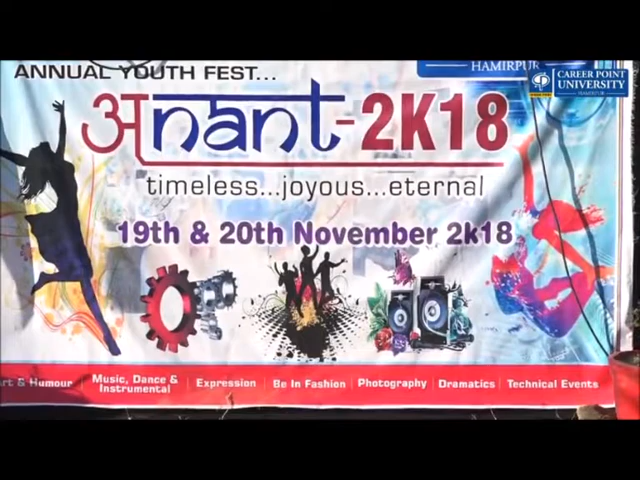 HAMIRPUR
CAREER POINT
UNIVERSITY
HAMIRPUR
ANNUAL YOUTH FEST...
अnant-2K18
timeless...joyous...eternal
19th & 20th November 2k18
& Humour
Music, Dance & Instrumental
Expression
Be In Fashion
Photography
Dramatics
Technical Events